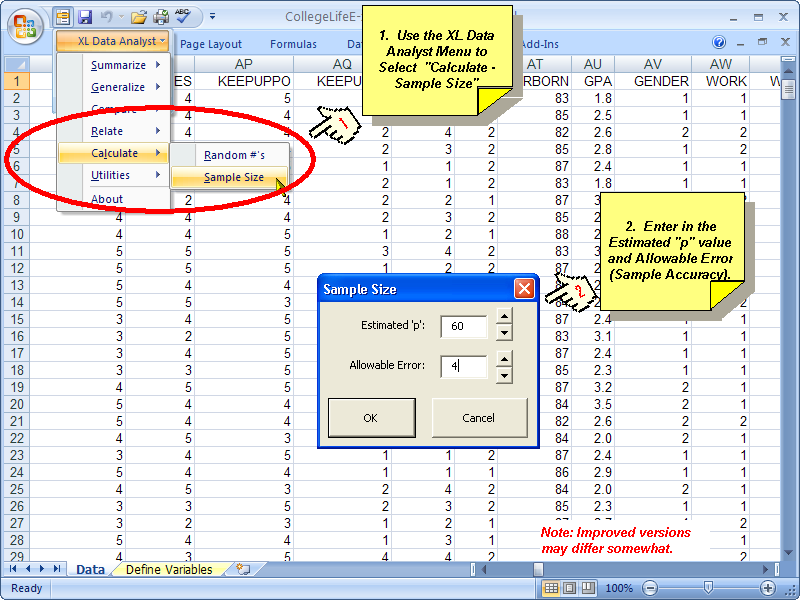 ABC
CollegeLifeE-
XL Data Analyst
Page Layout
Formulas
Add-Ins
Summarize
Generalize
Compare
Relate
Calculate
Utilities
About
Random #'s
Sample Size
1. Use the XL Data
Analyst Menu to
Select "Calculate -
Sample Size"
1
2. Enter in the
Estimated "p" value
and Allowable Error
(Sample Accuracy).
2
Sample Size
Estimated 'p': 60
Allowable Error: 4
OK
Cancel
AP AQ AT AU AV AW
1 ES KEEPUPPO KEEPU RBORN GPA GENDER WORK W
2 4 5 83 1.8 1 1
3 4 4 85 2.5 1 1
4 4 4 2 4 2 82 2.6 2 2
5 2 3 2 85 2.8 1 2
6 1 1 2 87 2.4 1 1
7 2 1 2 83 1.8 1 1
8 2 4 2 2 1 87
9 4 4 2 3 2 85
10 4 4 1 2 1 88
11 5 5 5 3 4 2 83
12 5 5 5 1 2 2 87
13 5 4 4 85
14 5 5 3 84
15 3 4 5 87 2.4 1 1
16 3 2 5 83 3.1 1 1
17 3 4 5 87 2.4 1 1
18 3 3 5 85 2.3 1 1
19 4 5 5 87 3.2 2 1
20 5 4 4 84 3.5 2 1
21 5 4 4 82 2.6 2 2
22 4 5 3 84 2.0 2 1
23 3 4 5 1 1 2 87 2.4 1 1
24 5 4 4 1 1 1 86 2.9 1 1
25 4 5 3 2 4 2 84 2.0 2 1
26 3 5 3 2 3 2 85 2.3 1 1
27 3 2 3 1 2 1 2
28 5 4 4 1 3 1 1
29 4 3 5 4 4 2 2
Note: Improved versions
may differ somewhat.
Data
Define Variables
Ready
100%